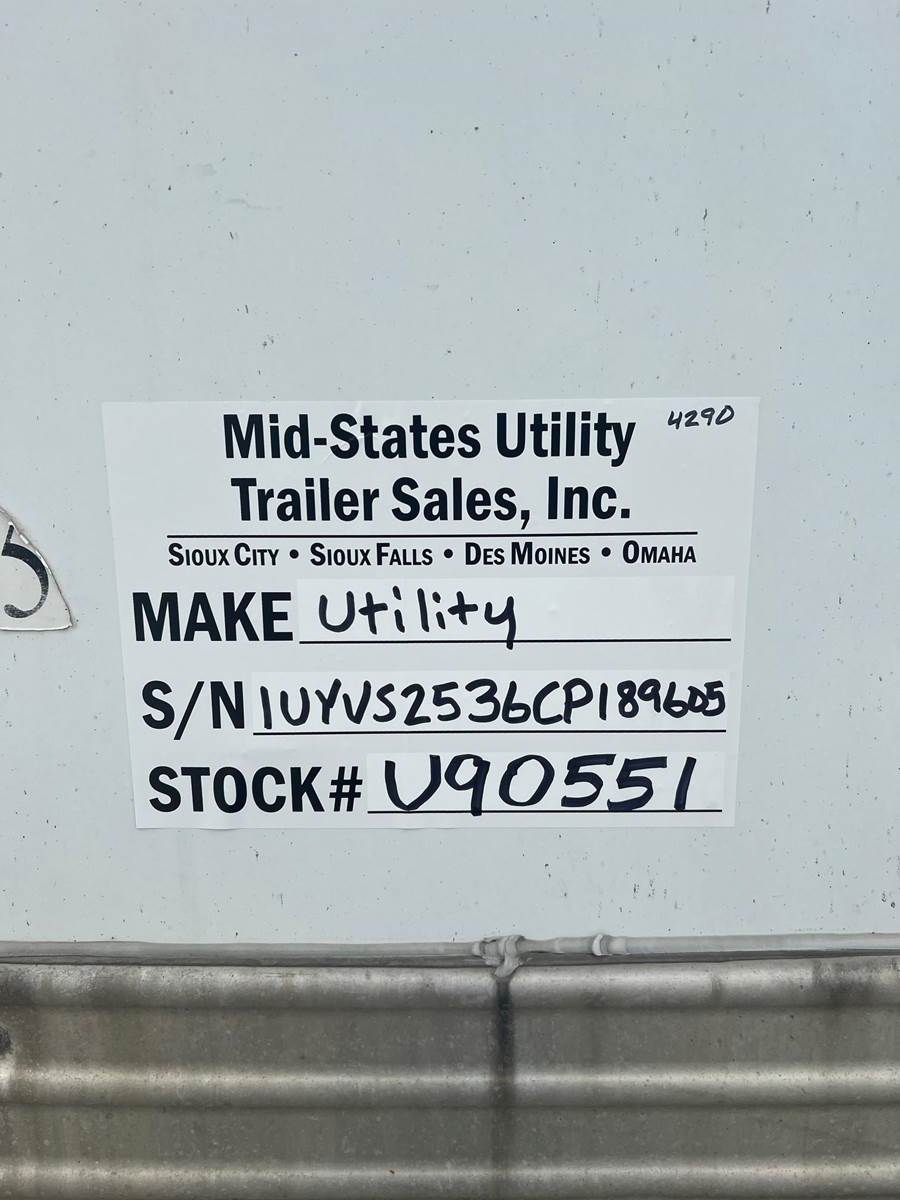 Mid-States Utility 4290
Trailer Sales, Inc.
Sioux City • Sioux Falls • Des Moines • Omaha
MAKE Utility
S/N 1UYVS2536CP189605
STOCK# U90551
5